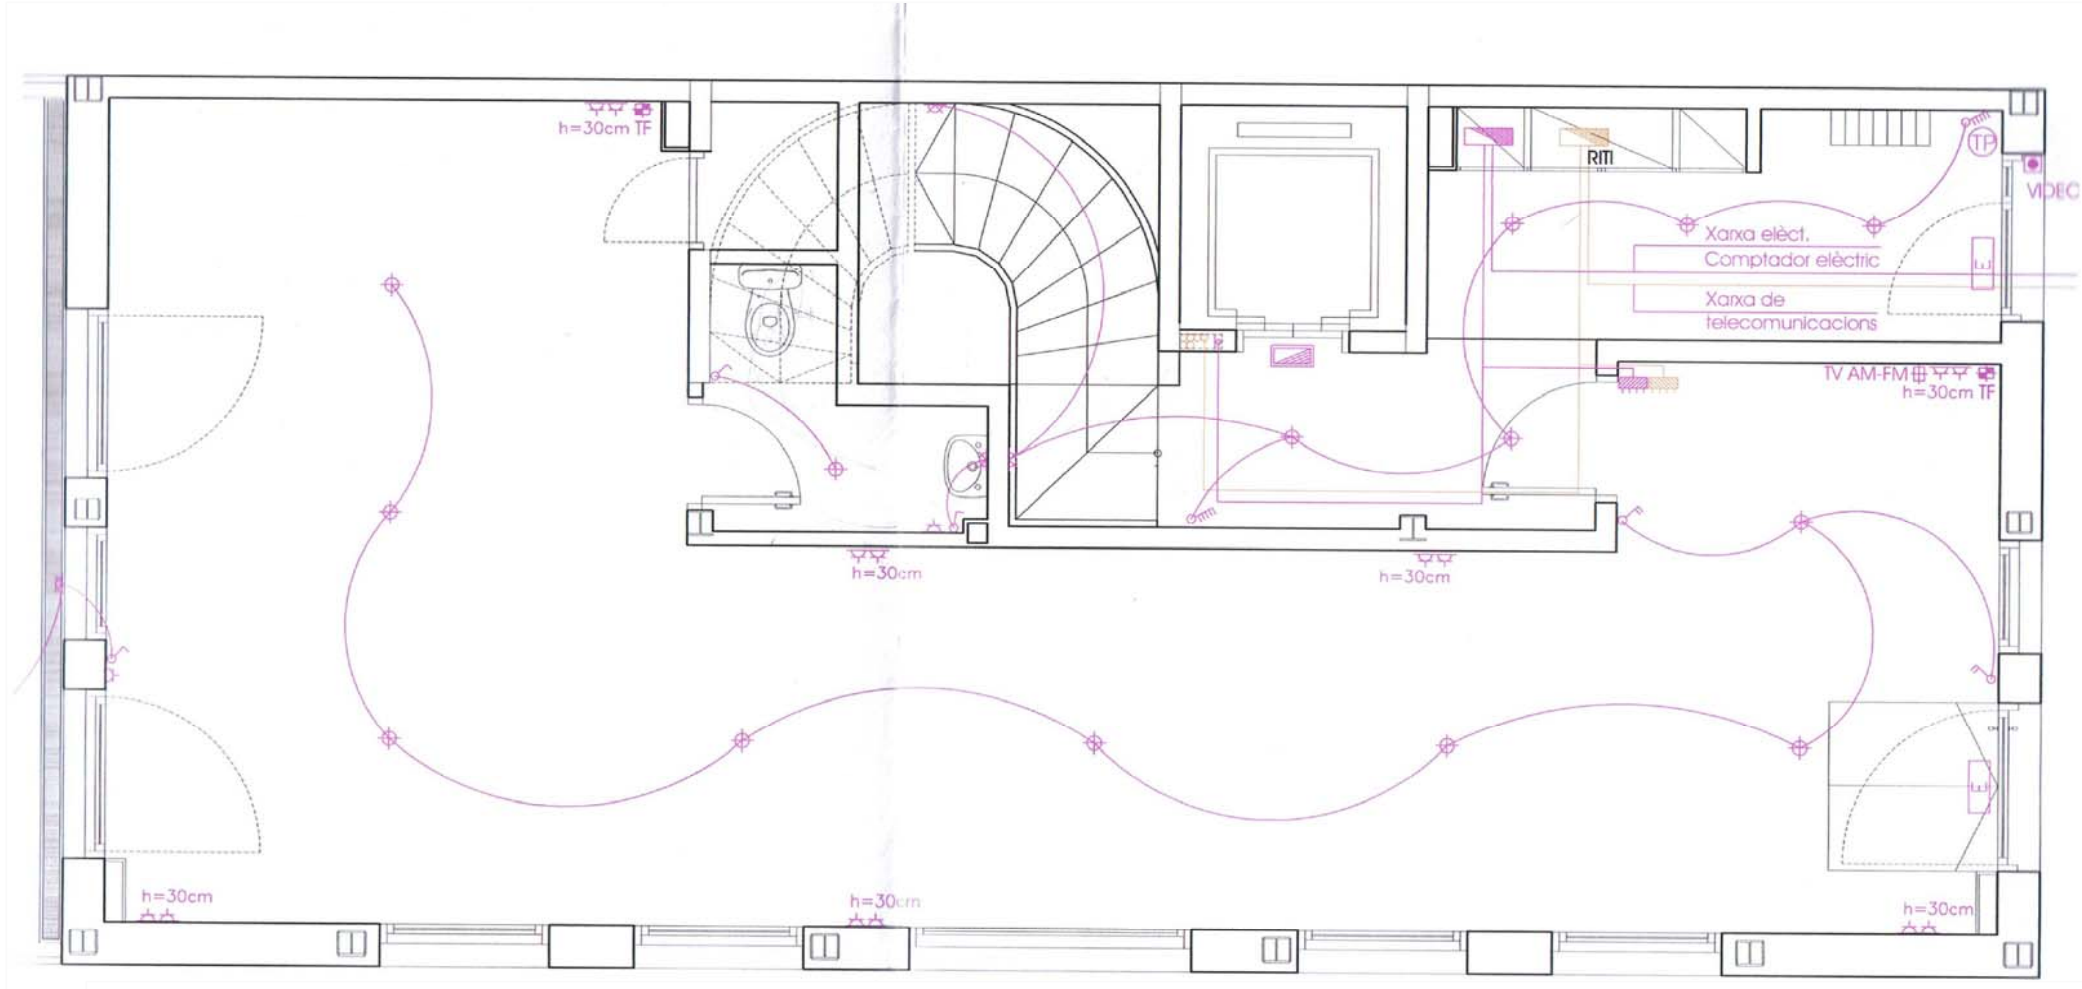 h=30cm TF
RITI
TP
VIDEO
Xarxa elèct.
Comptador elèctric
E
Xarxa de
telecomunicacions
TV AM-FM
h=30cm TF
h=30cm
h=30cm
E
h=30cm
h=30cm
h=30cm